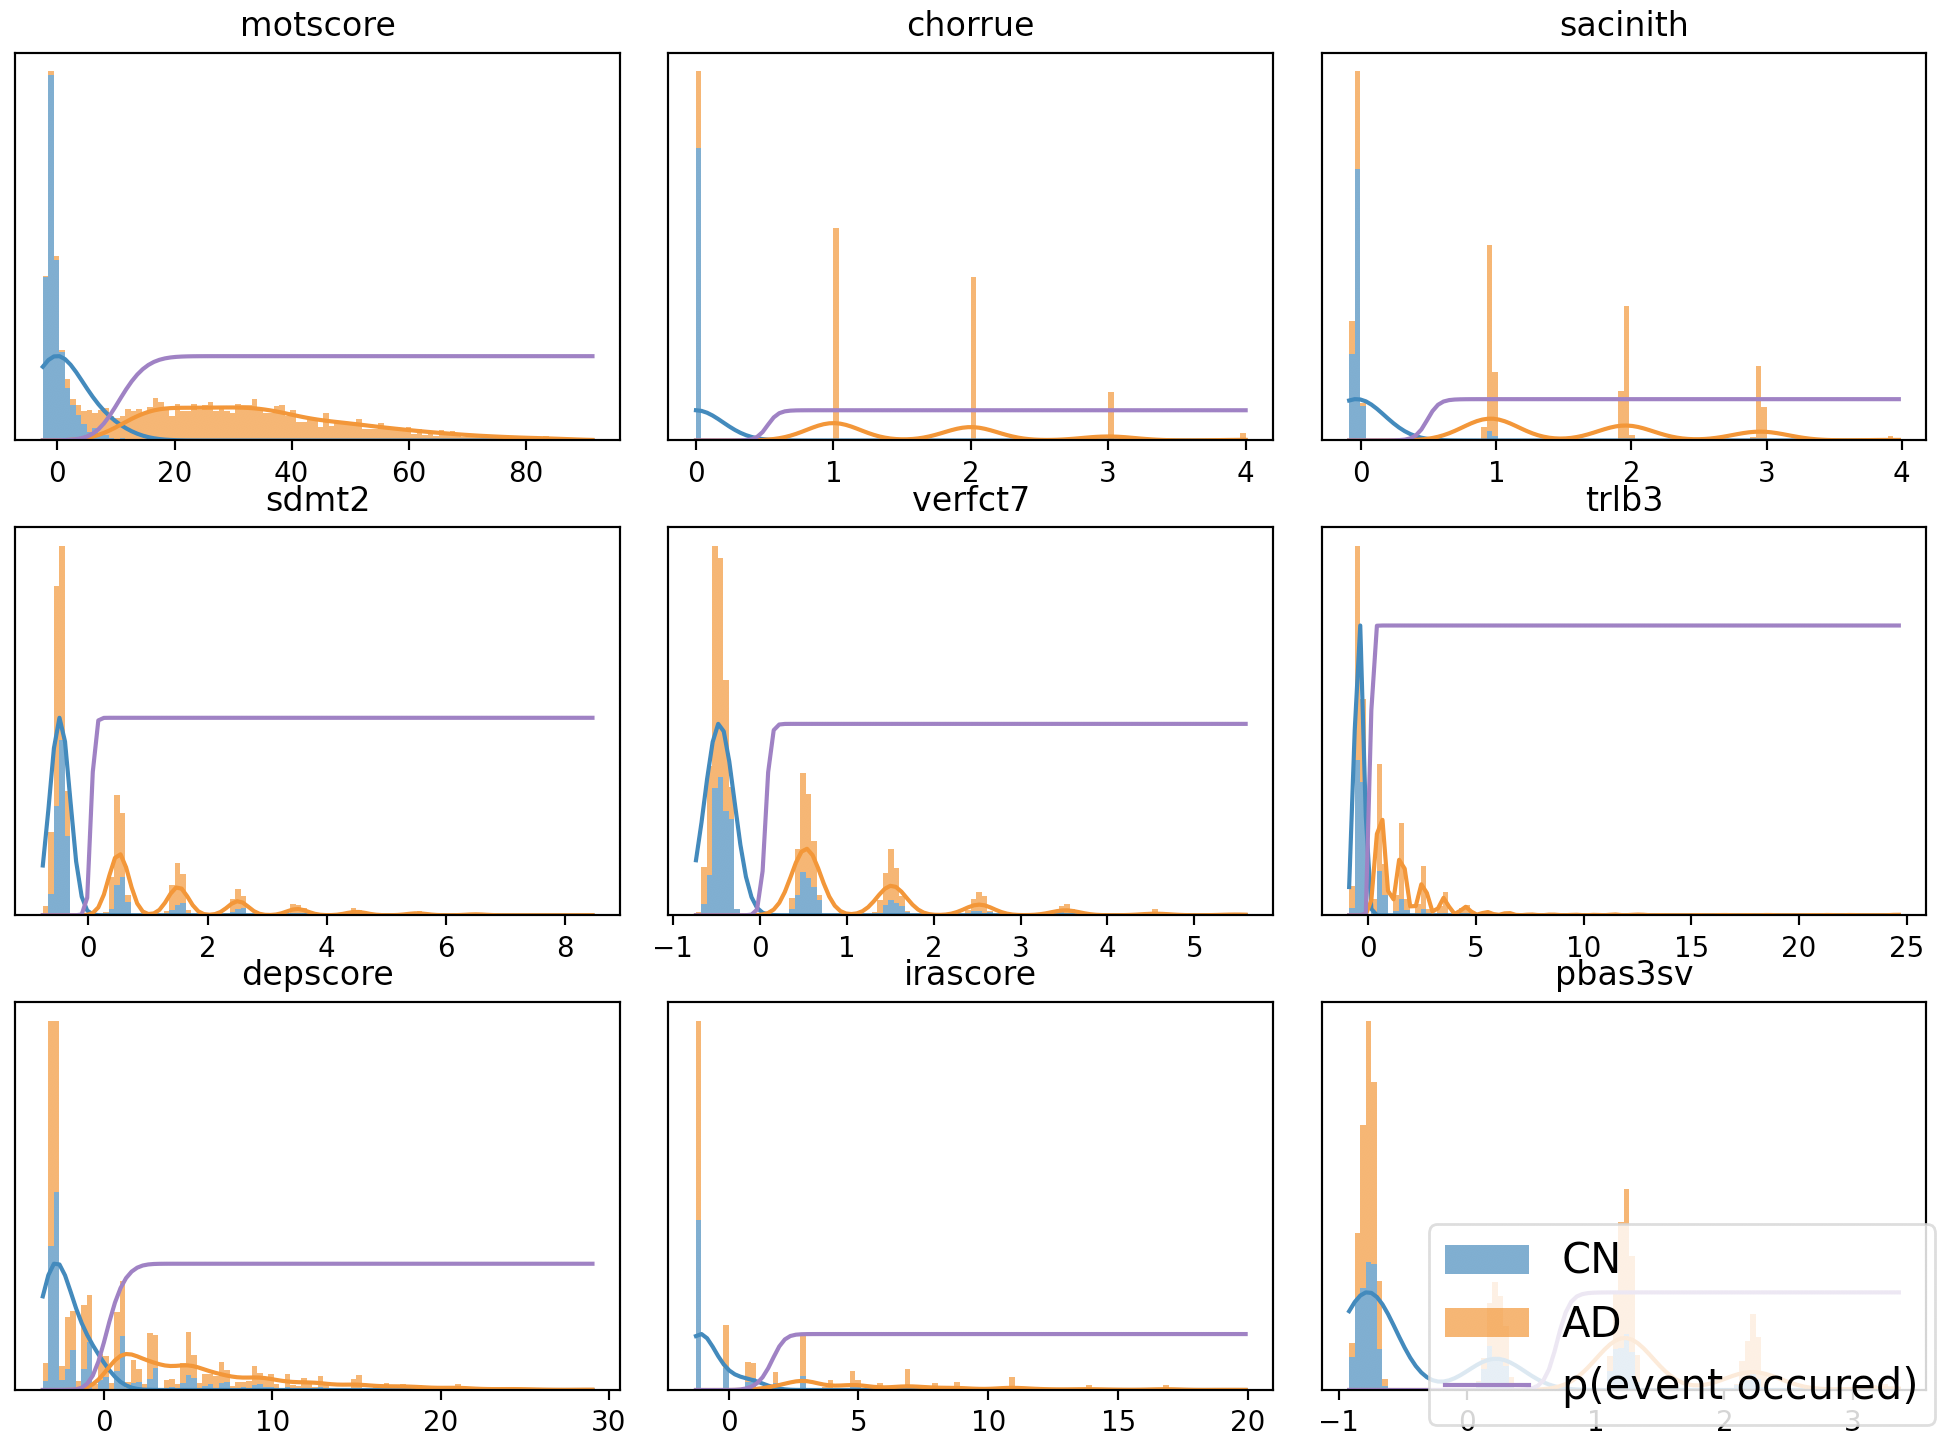 motscore chorrue sacinith
0 20 40 60 80 0 1 2 3 4 0 1 2 3 4
sdmt2 verfct7 trlb3
0 2 4 6 8 −1 0 1 2 3 4 5 0 5 10 15 20 25
depscore irascore pbas3sv
CN
AD
p(event occured)
0 10 20 30 0 5 10 15 20 −1 0 1 2 3